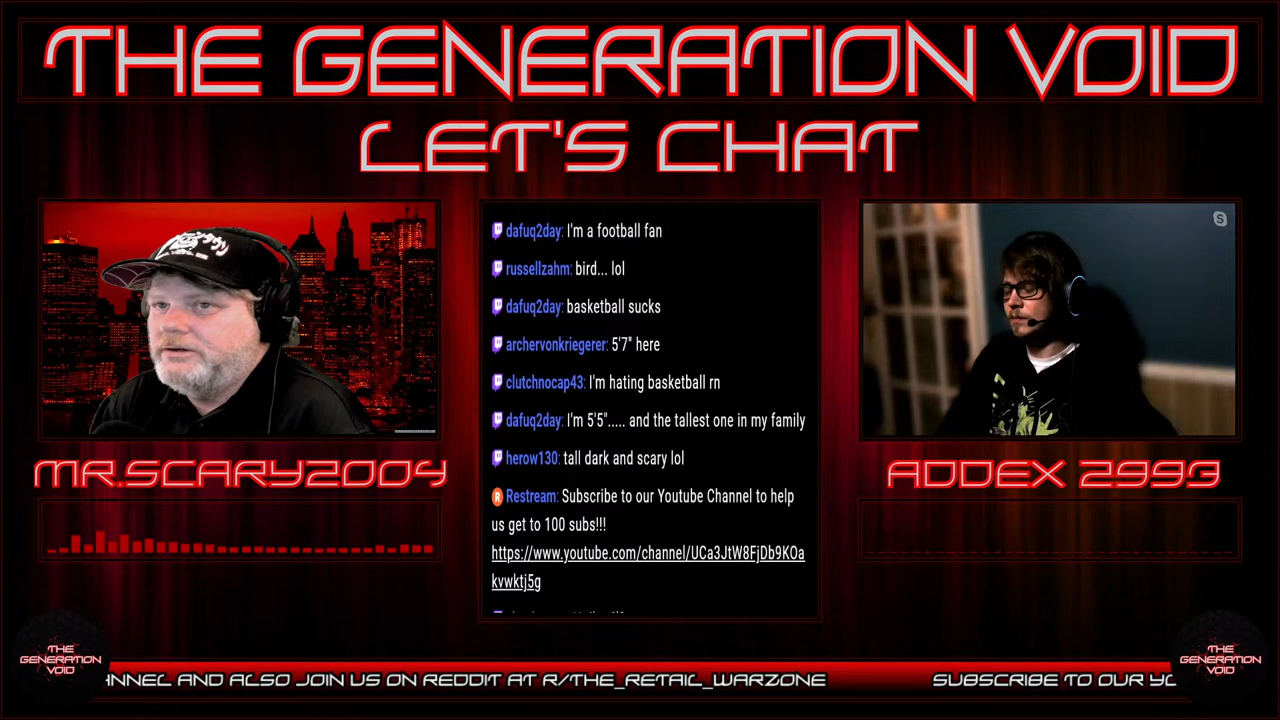 THE GENERATION VOID
LET'S CHAT
dafuq2day: I'm a football fan
russellzahm: bird... lol
dafuq2day: basketball sucks
archervonkriegerer: 5'7" here
clutchnocap43: I'm hating basketball rn
dafuq2day: I'm 5'5"..... and the tallest one in my family
herow130: tall dark and scary lol
Restream: Subscribe to our Youtube Channel to help
us get to 100 subs!!!
https://www.youtube.com/channel/UCa3JtW8FjDb9KOa
kvwktj5g
MR.SCARY2004
ADDEX 2993
THE
GENERATION
VOID
HNNEL AND ALSO JOIN US ON REDDIT AT R/THE_RETAIL_WARZONE
SUBSCRIBE TO OUR YO
THE
GENERATION
VOID